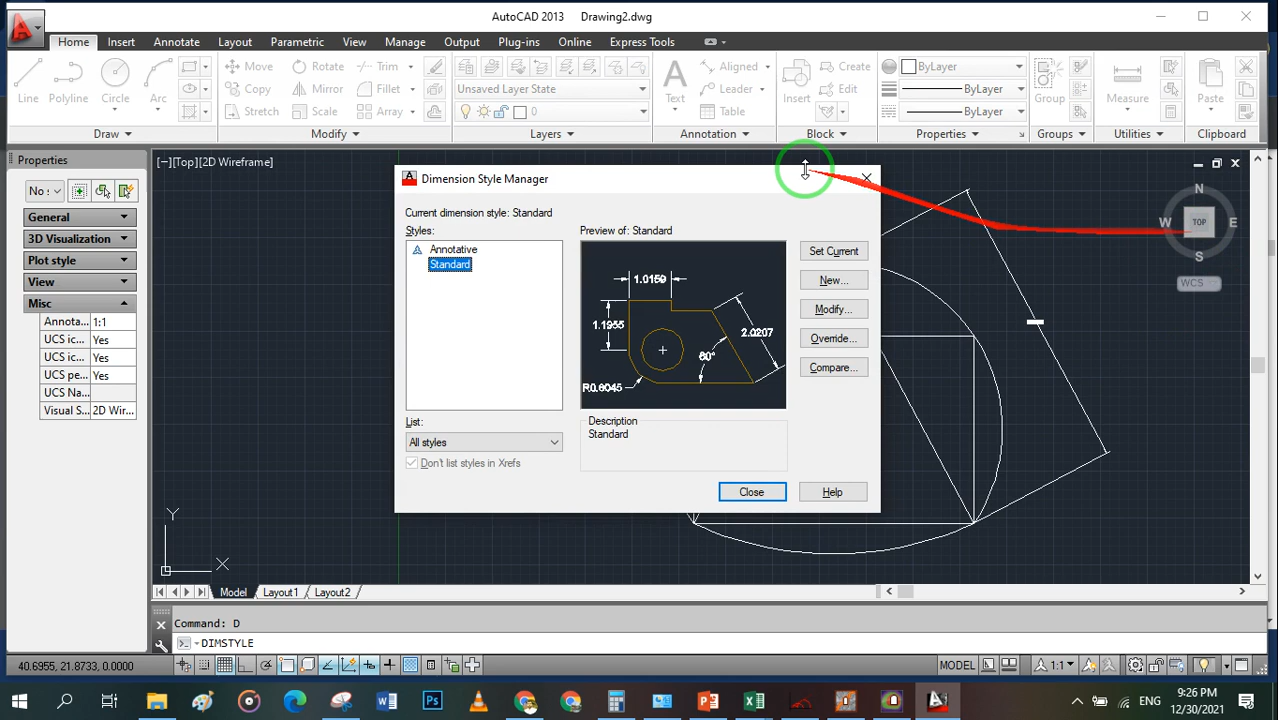 AutoCAD 2013 Drawing2.dwg
Home Insert Annotate Layout Parametric View Manage Output Plug-ins Online Express Tools
Line Polyline Circle Arc
Move Rotate Trim
Copy Mirror Fillet
Stretch Scale Array
Unsaved Layer State
0
Text Aligned
Leader
Table
Insert Create
Edit
ByLayer
ByLayer
ByLayer
Group Measure Paste
Draw Modify Layers Annotation Block Properties Groups Utilities Clipboard
Properties
No s
General
3D Visualization
Plot style
View
Misc
Annota... 1:1
UCS ic... Yes
UCS ic... Yes
UCS pe... Yes
UCS Na...
Visual S... 2D Wir...
[−][Top][2D Wireframe]
N
W TOP E
S
WCS
Dimension Style Manager
Current dimension style: Standard
Styles:
Annotative
Standard
Preview of: Standard
1.0159
1.1955
2.0207
60°
R0.8045
Set Current
New...
Modify...
Override...
Compare...
List:
All styles
Don't list styles in Xrefs
Description
Standard
Close Help
Y
X
Model Layout1 Layout2
Command: D
DIMSTYLE
40.6955, 21.8733, 0.0000
MODEL 1:1
ENG
9:26 PM
12/30/2021